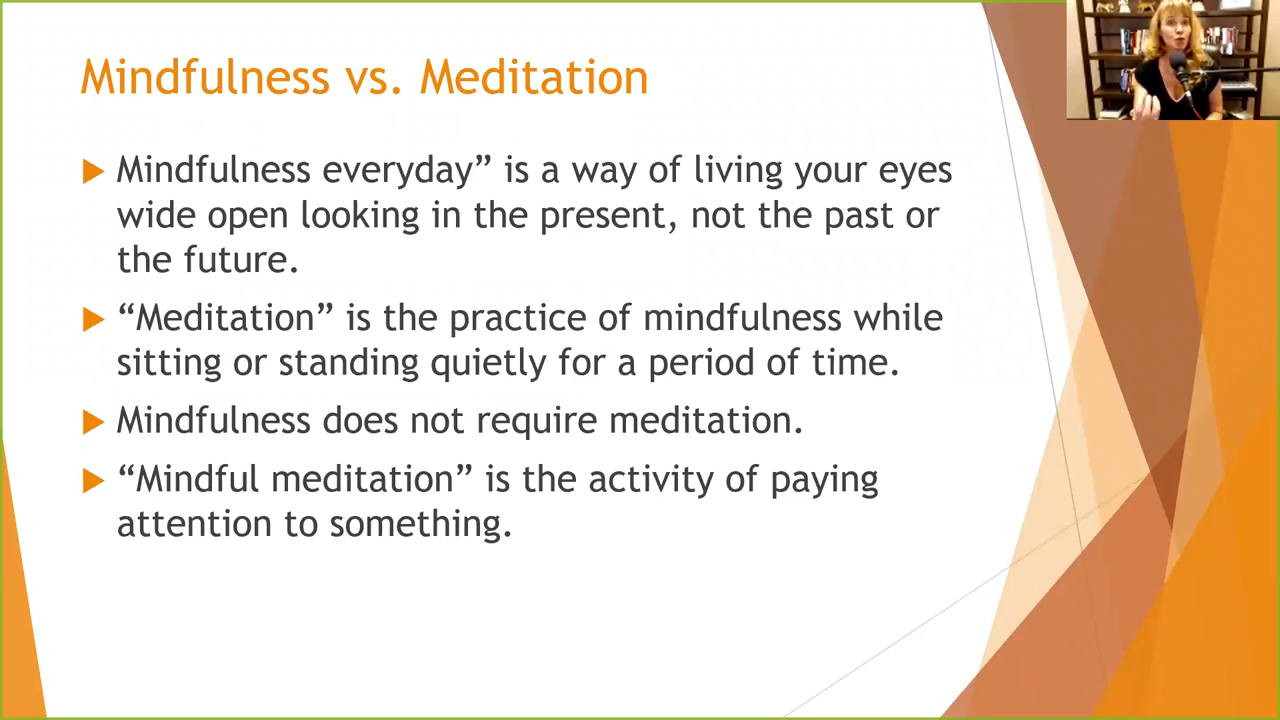 Mindfulness vs. Meditation
Mindfulness everyday” is a way of living your eyes
wide open looking in the present, not the past or
the future.
“Meditation” is the practice of mindfulness while
sitting or standing quietly for a period of time.
Mindfulness does not require meditation.
“Mindful meditation” is the activity of paying
attention to something.